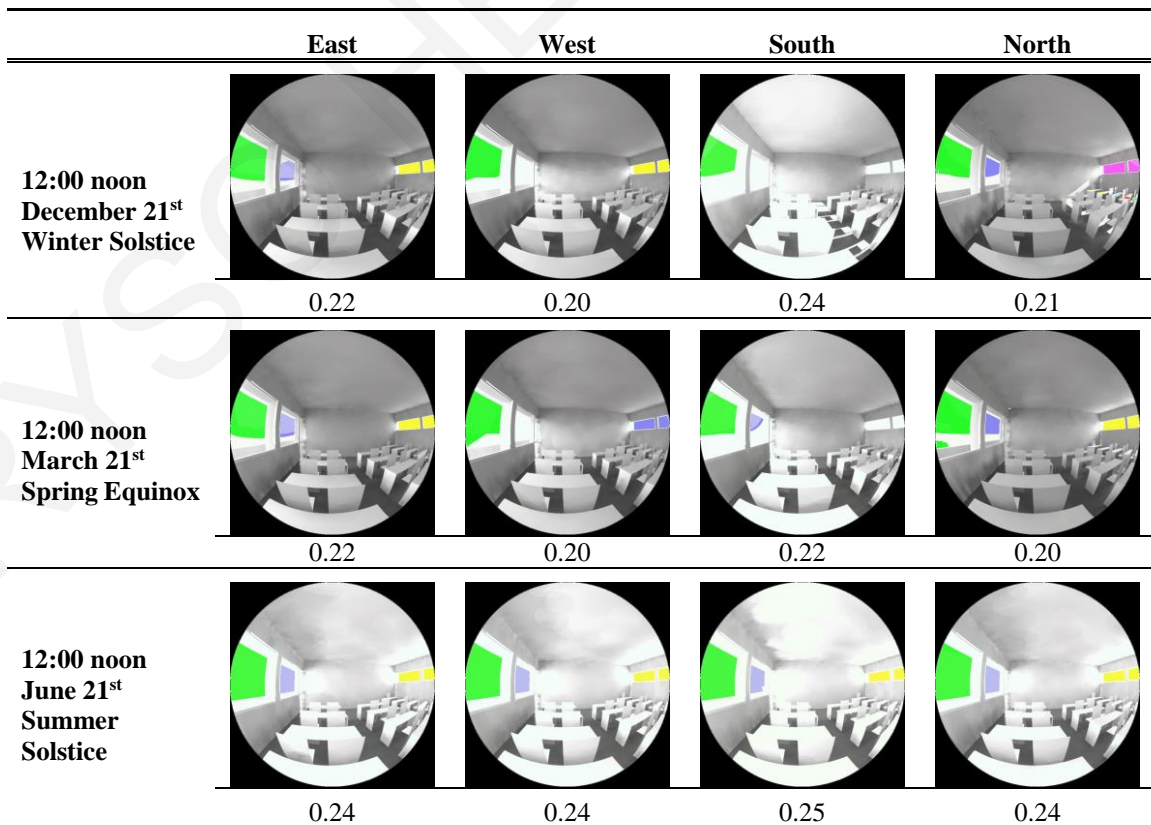 East West South North
12:00 noon
December 21st
Winter Solstice
0.22 0.20 0.24 0.21
12:00 noon
March 21st
Spring Equinox
0.22 0.20 0.22 0.20
12:00 noon
June 21st
Summer
Solstice
0.24 0.24 0.25 0.24